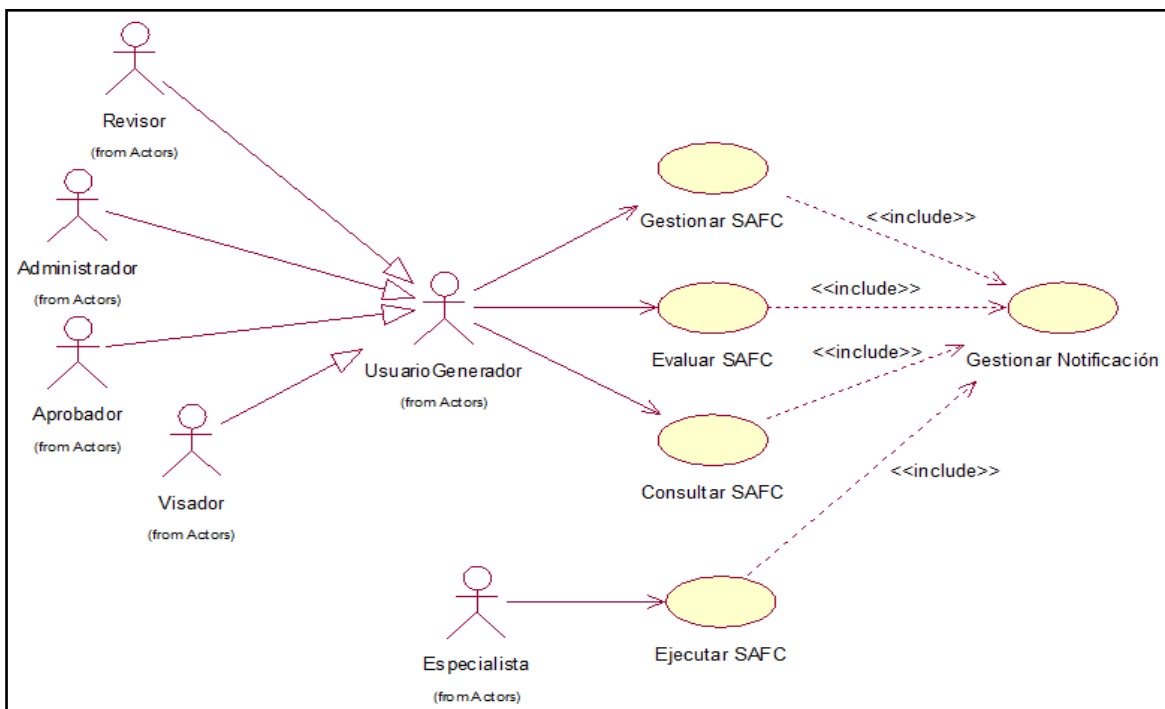 Revisor
(from Actors)
Administrador
(from Actors)
Aprobador
(from Actors)
Visador
(from Actors)
UsuarioGenerador
(from Actors)
Gestionar SAFC
<<include>>
Evaluar SAFC
<<include>>
Consultar SAFC
<<include>>
Gestionar Notificación
<<include>>
Especialista
(from Actors)
Ejecutar SAFC